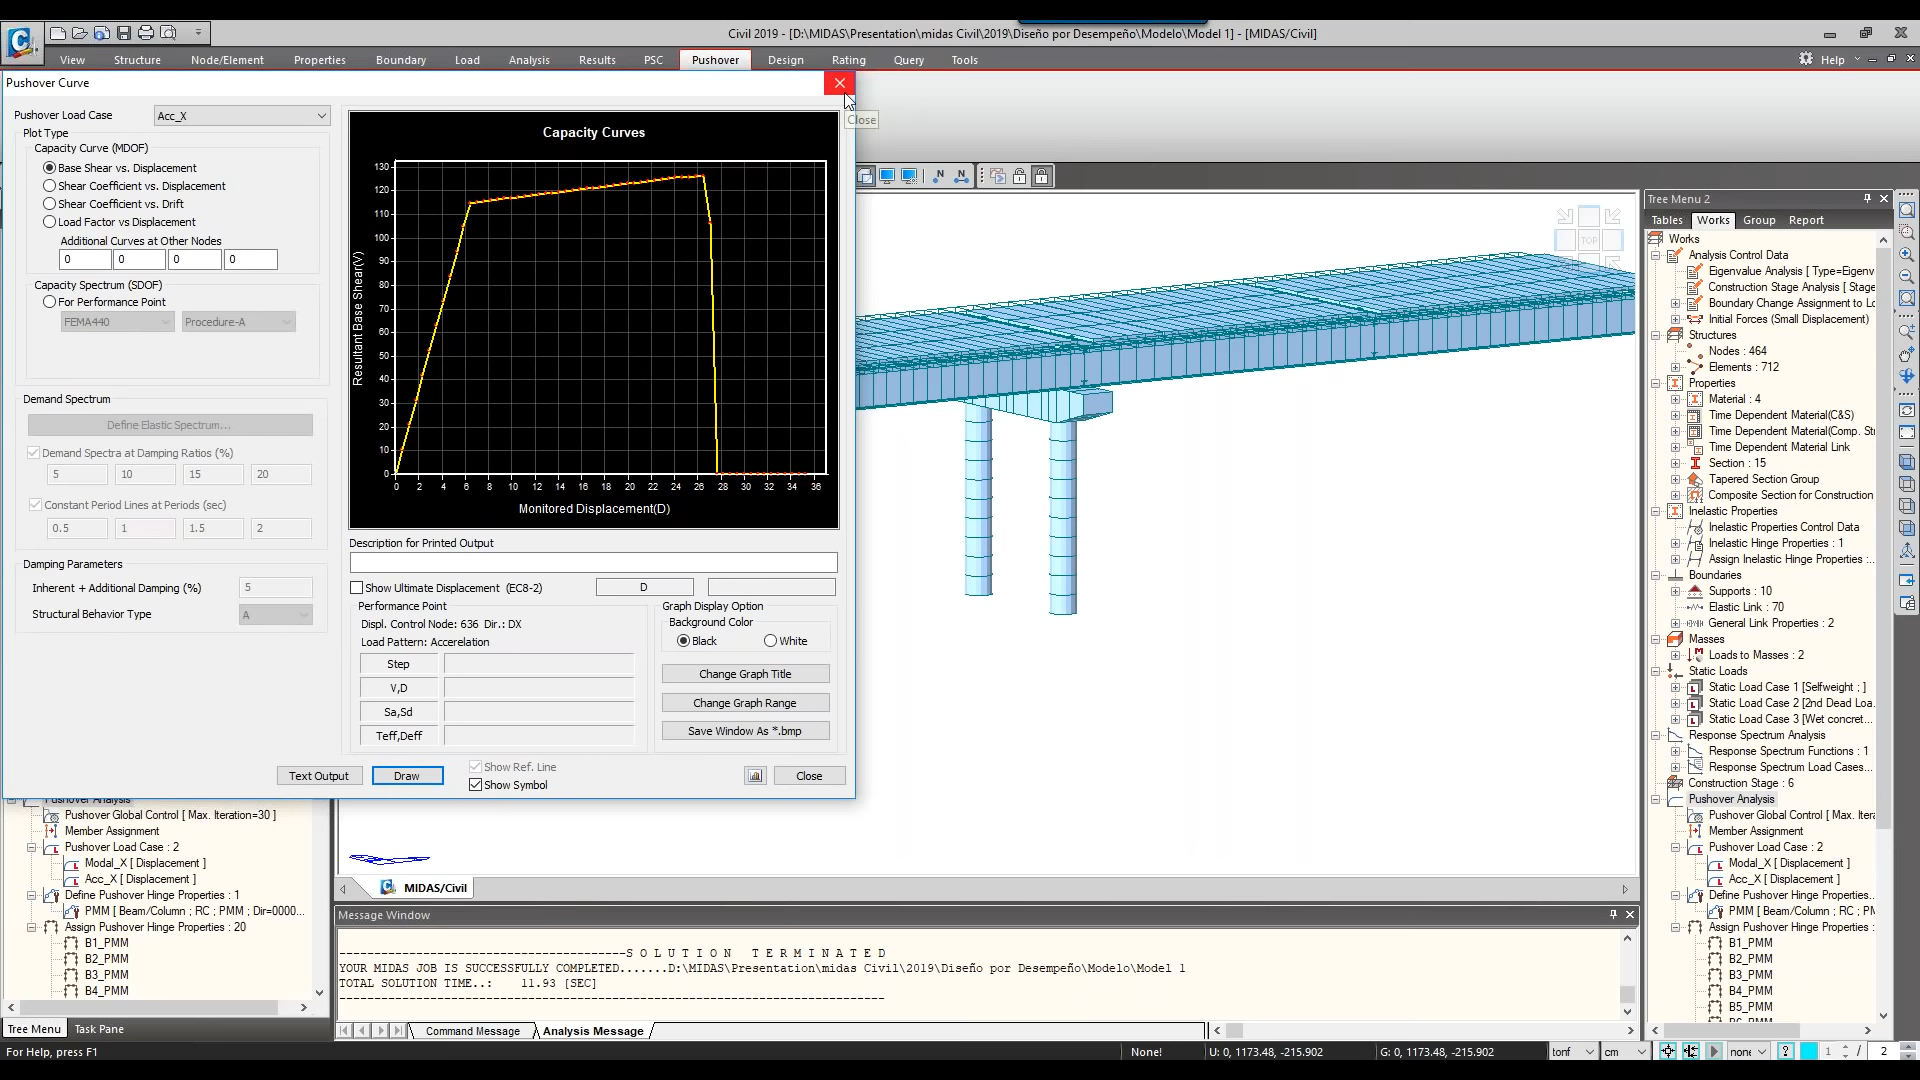 Civil 2019 - [D:\MIDAS\Presentation\midas Civil\2019\Diseño por Desempeño\Modelo\Model 1] - [MIDAS/Civil]
View Structure Node/Element Properties Boundary Load Analysis Results PSC Pushover Design Rating Query Tools Help
Pushover Curve
Close
Pushover Load Case Acc_X
Plot Type
Capacity Curve (MDOF)
Base Shear vs. Displacement
Shear Coefficient vs. Displacement
Shear Coefficient vs. Drift
Load Factor vs Displacement
Additional Curves at Other Nodes
0 0 0 0
Capacity Spectrum (SDOF)
For Performance Point
FEMA440 Procedure-A
Demand Spectrum
Define Elastic Spectrum...
Demand Spectra at Damping Ratios (%)
5 10 15 20
Constant Period Lines at Periods (sec)
0.5 1 1.5 2
Damping Parameters
Inherent + Additional Damping (%) 5
Structural Behavior Type A
Capacity Curves
Resultant Base Shear(V)
130
120
110
100
90
80
70
60
50
40
30
20
10
0
0 2 4 6 8 10 12 14 16 18 20 22 24 26 28 30 32 34 36
Monitored Displacement(D)
Description for Printed Output
Show Ultimate Displacement (EC8-2) D
Performance Point
Displ. Control Node: 636 Dir.: DX
Load Pattern: Accerelation
Step
V,D
Sa,Sd
Teff,Deff
Graph Display Option
Background Color
Black White
Change Graph Title
Change Graph Range
Save Window As *.bmp
Text Output Draw
Show Ref. Line
Show Symbol
Close
Pushover Analysis
Pushover Global Control [ Max. Iteration=30 ]
Member Assignment
Pushover Load Case : 2
Modal_X [ Displacement ]
Acc_X [ Displacement ]
Define Pushover Hinge Properties : 1
PMM [ Beam/Column ; RC ; PMM ; Dir=0000...
Assign Pushover Hinge Properties : 20
B1_PMM
B2_PMM
B3_PMM
B4_PMM
Tree Menu Task Pane
TOP
MIDAS/Civil
Message Window
SOLUTION TERMINATED
YOUR MIDAS JOB IS SUCCESSFULLY COMPLETED.......D:\MIDAS\Presentation\midas Civil\2019\Diseño por Desempeño\Modelo\Model 1
TOTAL SOLUTION TIME..: 11.93 [SEC]
Command Message Analysis Message
Tree Menu 2
Tables Works Group Report
Works
Analysis Control Data
Eigenvalue Analysis [ Type=Eigenv
Construction Stage Analysis [ Stage
Boundary Change Assignment to Lo
Initial Forces (Small Displacement)
Structures
Nodes : 464
Elements : 712
Properties
Material : 4
Time Dependent Material(C&S)
Time Dependent Material(Comp. Str
Time Dependent Material Link
Section : 15
Tapered Section Group
Composite Section for Construction
Inelastic Properties
Inelastic Properties Control Data
Inelastic Hinge Properties : 1
Assign Inelastic Hinge Properties :
Boundaries
Supports : 10
Elastic Link : 70
General Link Properties : 2
Masses
Loads to Masses : 2
Static Loads
Static Load Case 1 [Selfweight ; ]
Static Load Case 2 [2nd Dead Loa...
Static Load Case 3 [Wet concret...
Response Spectrum Analysis
Response Spectrum Functions : 1
Response Spectrum Load Cases...
Construction Stage : 6
Pushover Analysis
Pushover Global Control [ Max. Itera
Member Assignment
Pushover Load Case : 2
Modal_X [ Displacement ]
Acc_X [ Displacement ]
Define Pushover Hinge Properties...
PMM [ Beam/Column ; RC ; PM
Assign Pushover Hinge Properties :
B1_PMM
B2_PMM
B3_PMM
B4_PMM
B5_PMM
For Help, press F1 None! U: 0, 1173.48, -215.902 G: 0, 1173.48, -215.902 tonf cm none ? 1 / 2